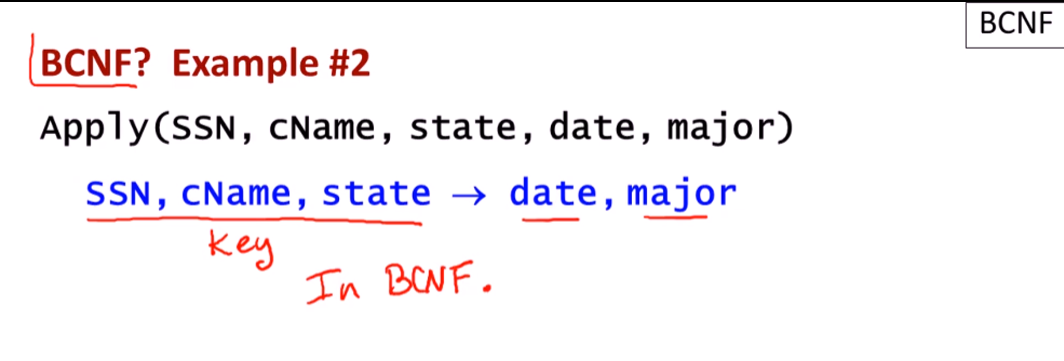 BCNF
BCNF? Example #2
Apply(SSN, cName, state, date, major)
SSN, cName, state → date, major
Key
In BCNF.